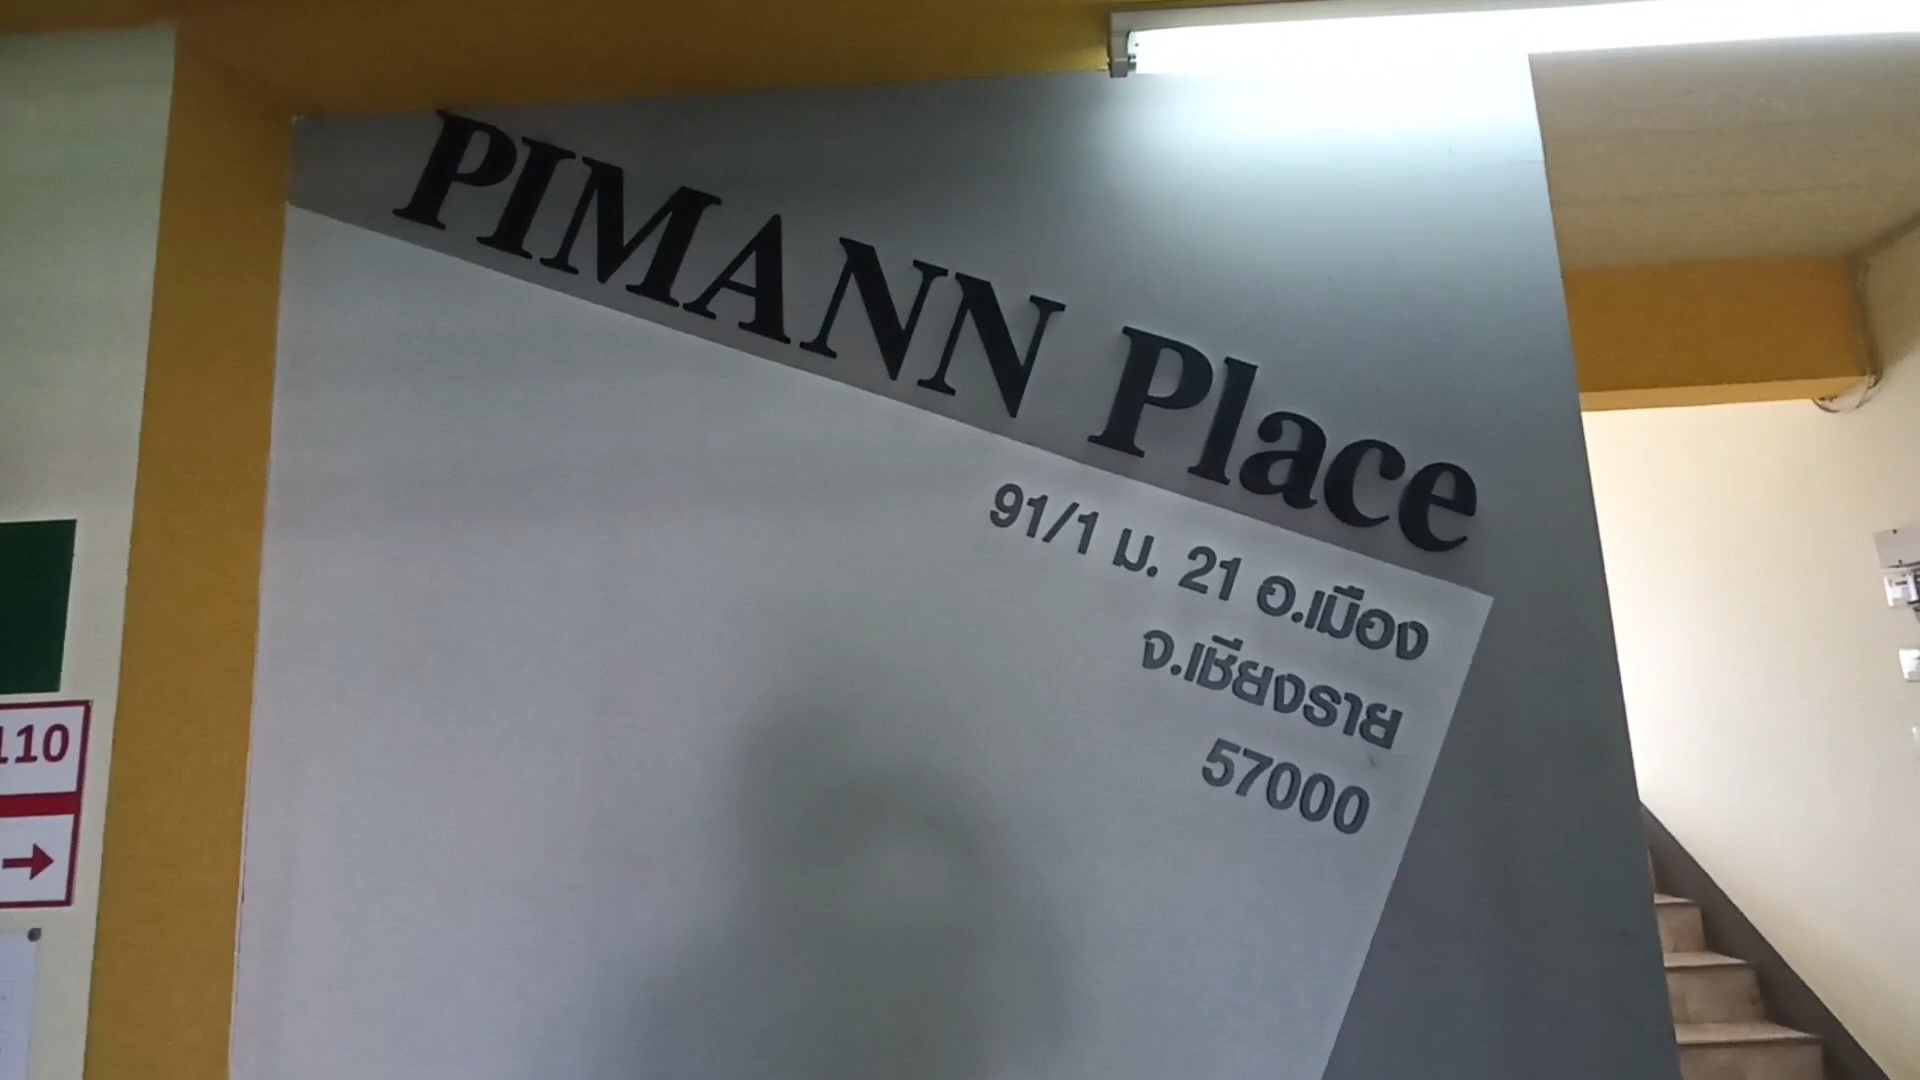 PIMANN Place
91/1 ม. 21 อ.เมือง
จ.เชียงราย
57000
110
→